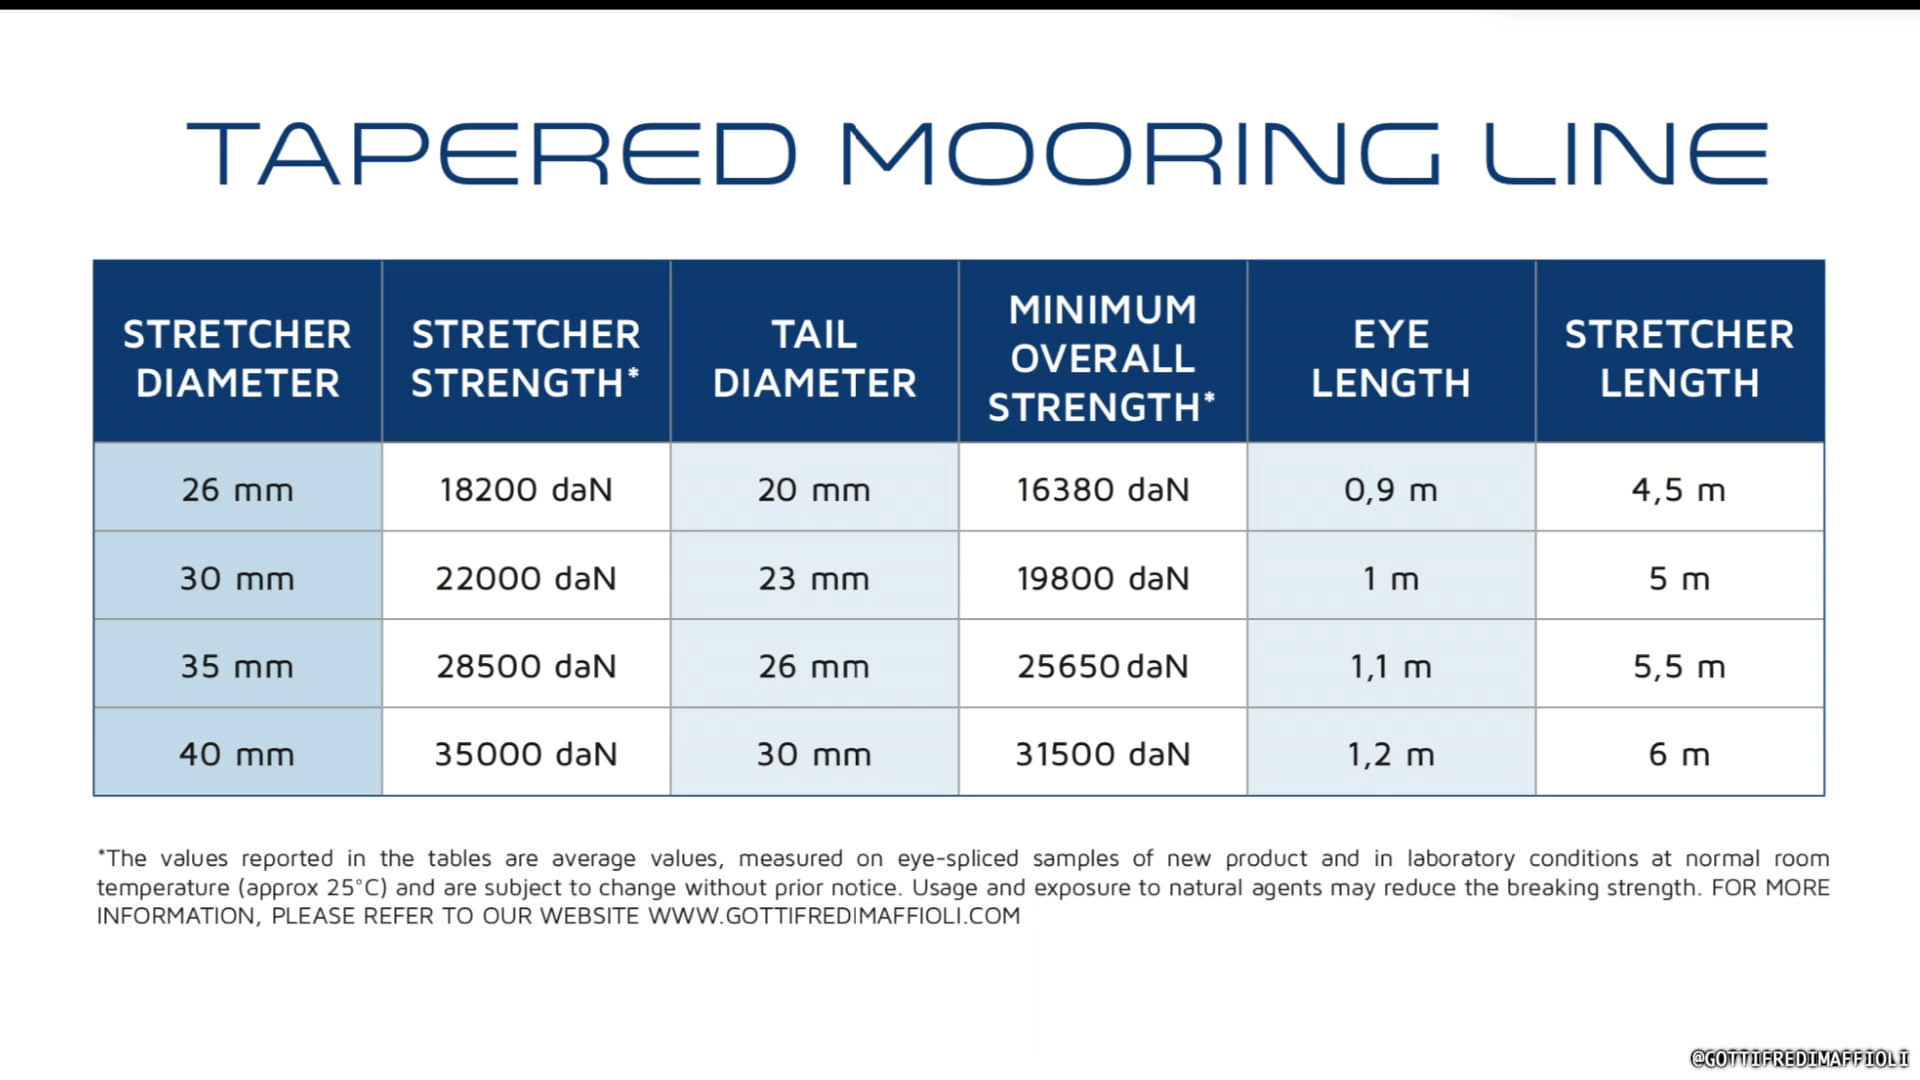 TAPERED MOORING LINE
STRETCHER DIAMETER
STRETCHER STRENGTH*
TAIL DIAMETER
MINIMUM OVERALL STRENGTH*
EYE LENGTH
STRETCHER LENGTH
26 mm 18200 daN 20 mm 16380 daN 0,9 m 4,5 m
30 mm 22000 daN 23 mm 19800 daN 1 m 5 m
35 mm 28500 daN 26 mm 25650 daN 1,1 m 5,5 m
40 mm 35000 daN 30 mm 31500 daN 1,2 m 6 m
*The values reported in the tables are average values, measured on eye-spliced samples of new product and in laboratory conditions at normal room
temperature (approx 25°C) and are subject to change without prior notice. Usage and exposure to natural agents may reduce the breaking strength. FOR MORE
INFORMATION, PLEASE REFER TO OUR WEBSITE WWW.GOTTIFREDIMAFFIOLI.COM
@GOTTIFREDIMAFFIOLI